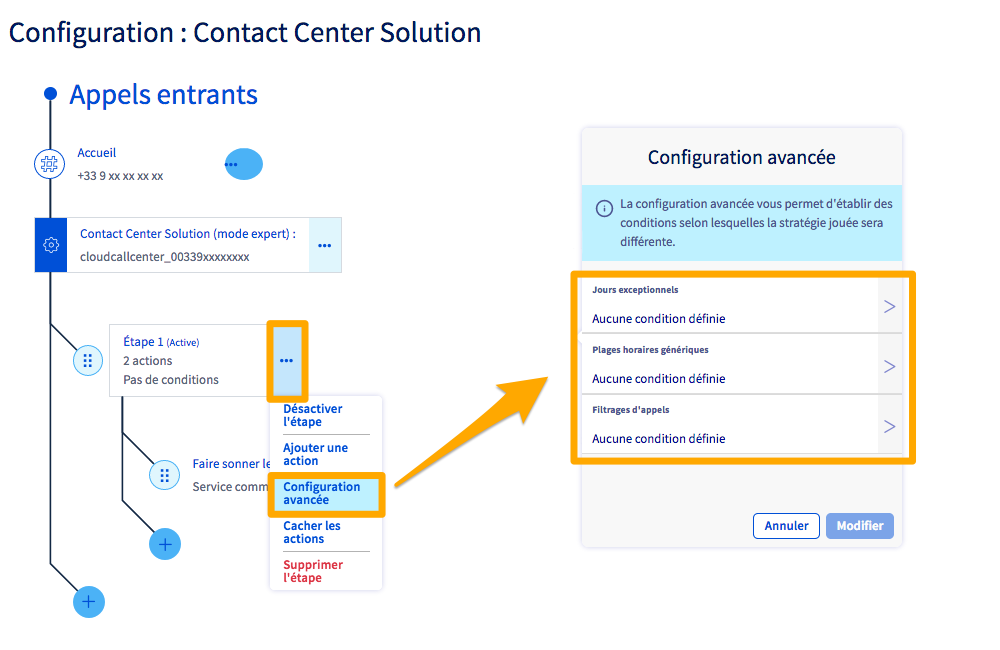 Configuration : Contact Center Solution
Appels entrants
Accueil
+33 9 xx xx xx xx
Contact Center Solution (mode expert) :
cloudcallcenter_00339xxxxxxxx
Étape 1 (Active)
2 actions
Pas de conditions
Désactiver
l'étape
Ajouter une
action
Faire sonner le
Service comm
Configuration
avancée
Cacher les
actions
Supprimer
l'étape
Configuration avancée
La configuration avancée vous permet d'établir des
conditions selon lesquelles la stratégie jouée sera
différente.
Jours exceptionnels
Aucune condition définie
Plages horaires génériques
Aucune condition définie
Filtrages d'appels
Aucune condition définie
Annuler
Modifier